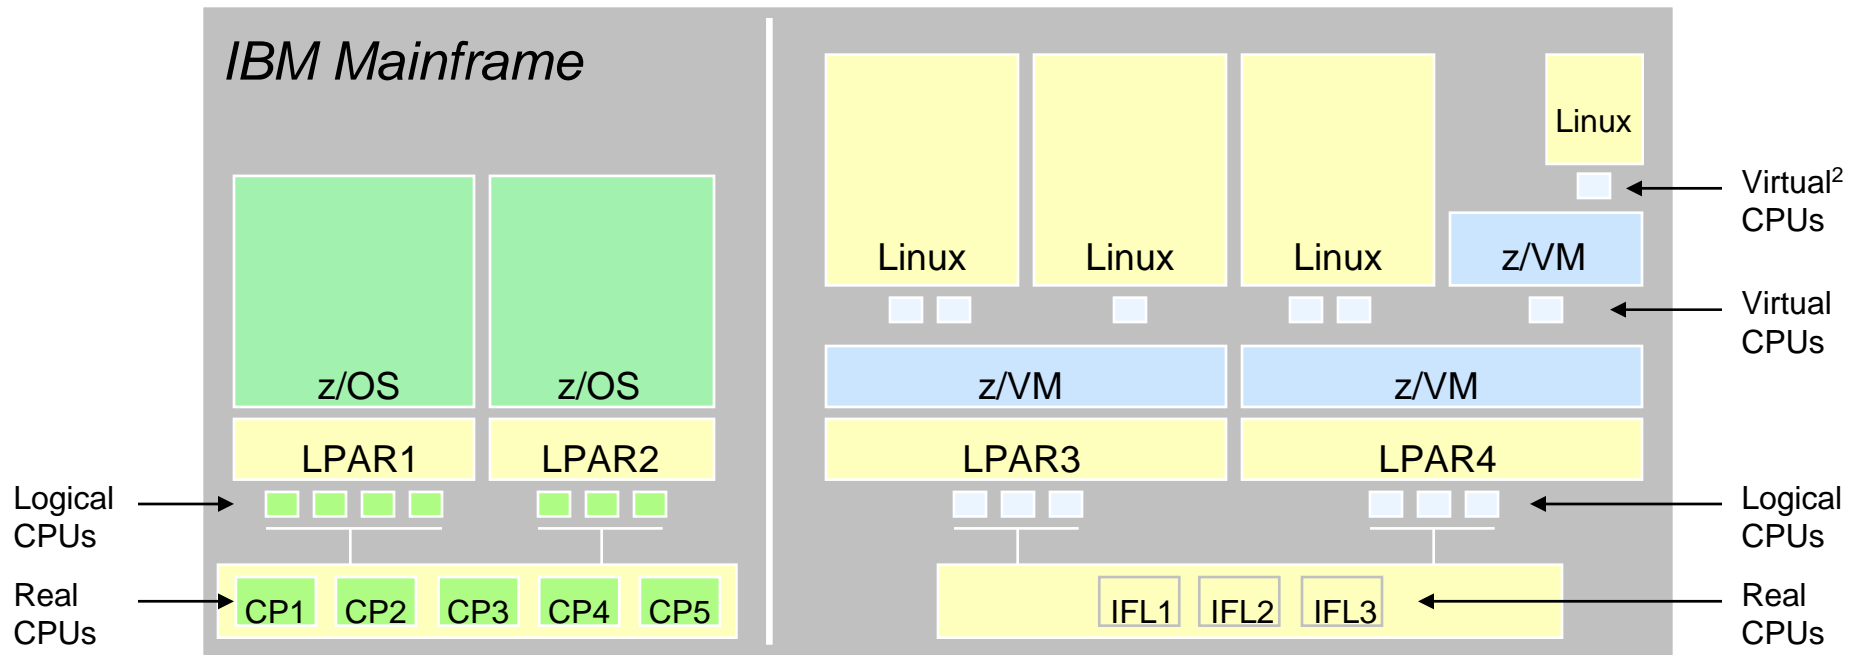 IBM Mainframe
Linux
Virtual²
CPUs
Linux
Linux
Linux
z/VM
Virtual
CPUs
z/OS
z/OS
z/VM
z/VM
LPAR1
LPAR2
LPAR3
LPAR4
Logical
CPUs
Logical
CPUs
Real
CPUs
CP1
CP2
CP3
CP4
CP5
IFL1
IFL2
IFL3
Real
CPUs